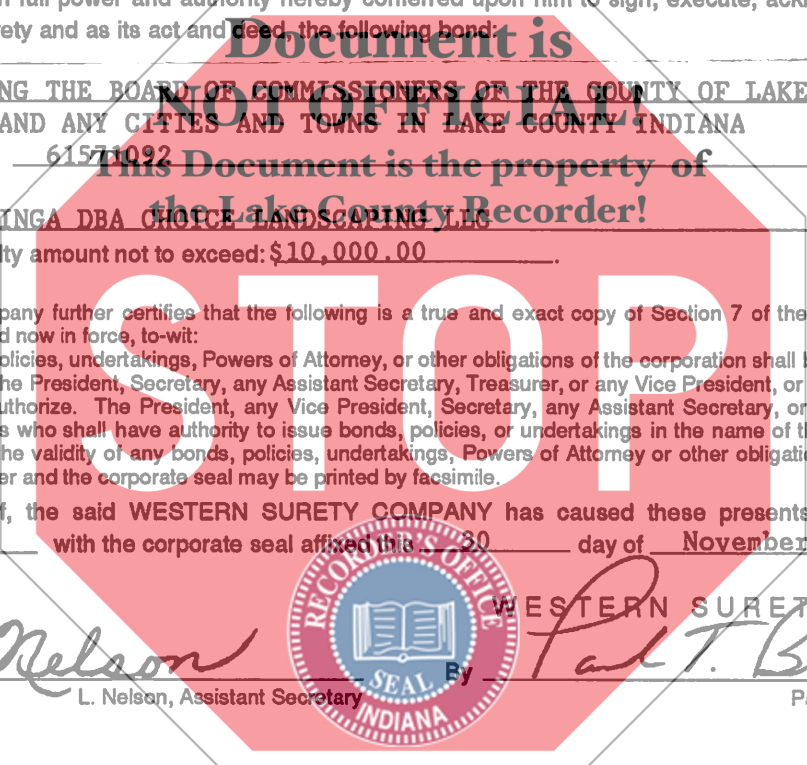 full power and authority hereby conferred upon him to sign, execute,
ety and as its act and deed, the following bond:
Document is
NG THE BOARD OF COMMISSIONERS OF THE COUNTY OF LAKE
NOT OFFICIAL!
AND ANY CITIES AND TOWNS IN LAKE COUNTY INDIANA
61571092
This Document is the property of
the Lake County Recorder!
INGA DBA CHOICE LANDSCAPING LLC
lty amount not to exceed: $10,000.00.
STOP
pany further certifies that the following is a true and exact copy of Section 7 of the
d now in force, to-wit:
olicies, undertakings, Powers of Attorney, or other obligations of the corporation shall
he President, Secretary, any Assistant Secretary, Treasurer, or any Vice President, or
uthorize. The President, any Vice President, Secretary, any Assistant Secretary, or
s who shall have authority to issue bonds, policies, or undertakings in the name of
he validity of any bonds, policies, undertakings, Powers of Attorney or other obligati
er and the corporate seal may be printed by facsimile.
f, the said WESTERN SURETY COMPANY has caused these presents
with the corporate seal affixed this 30 day of November
RECORDER'S OFFICE
SEAL
INDIANA
WESTERN SURET
Nelson
By Paul T. B
L. Nelson, Assistant Secretary
Pa